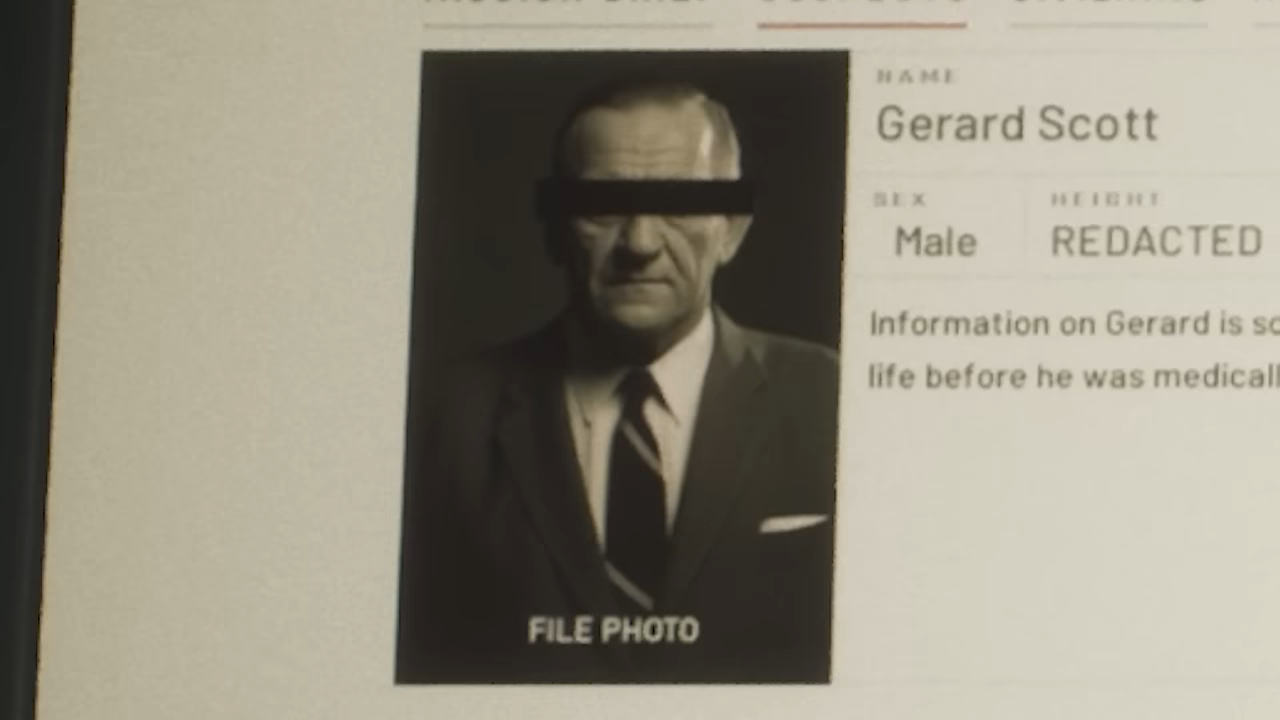 NAME
Gerard Scott
SEX HEIGHT
Male REDACTED
Information on Gerard is
life before he was
FILE PHOTO